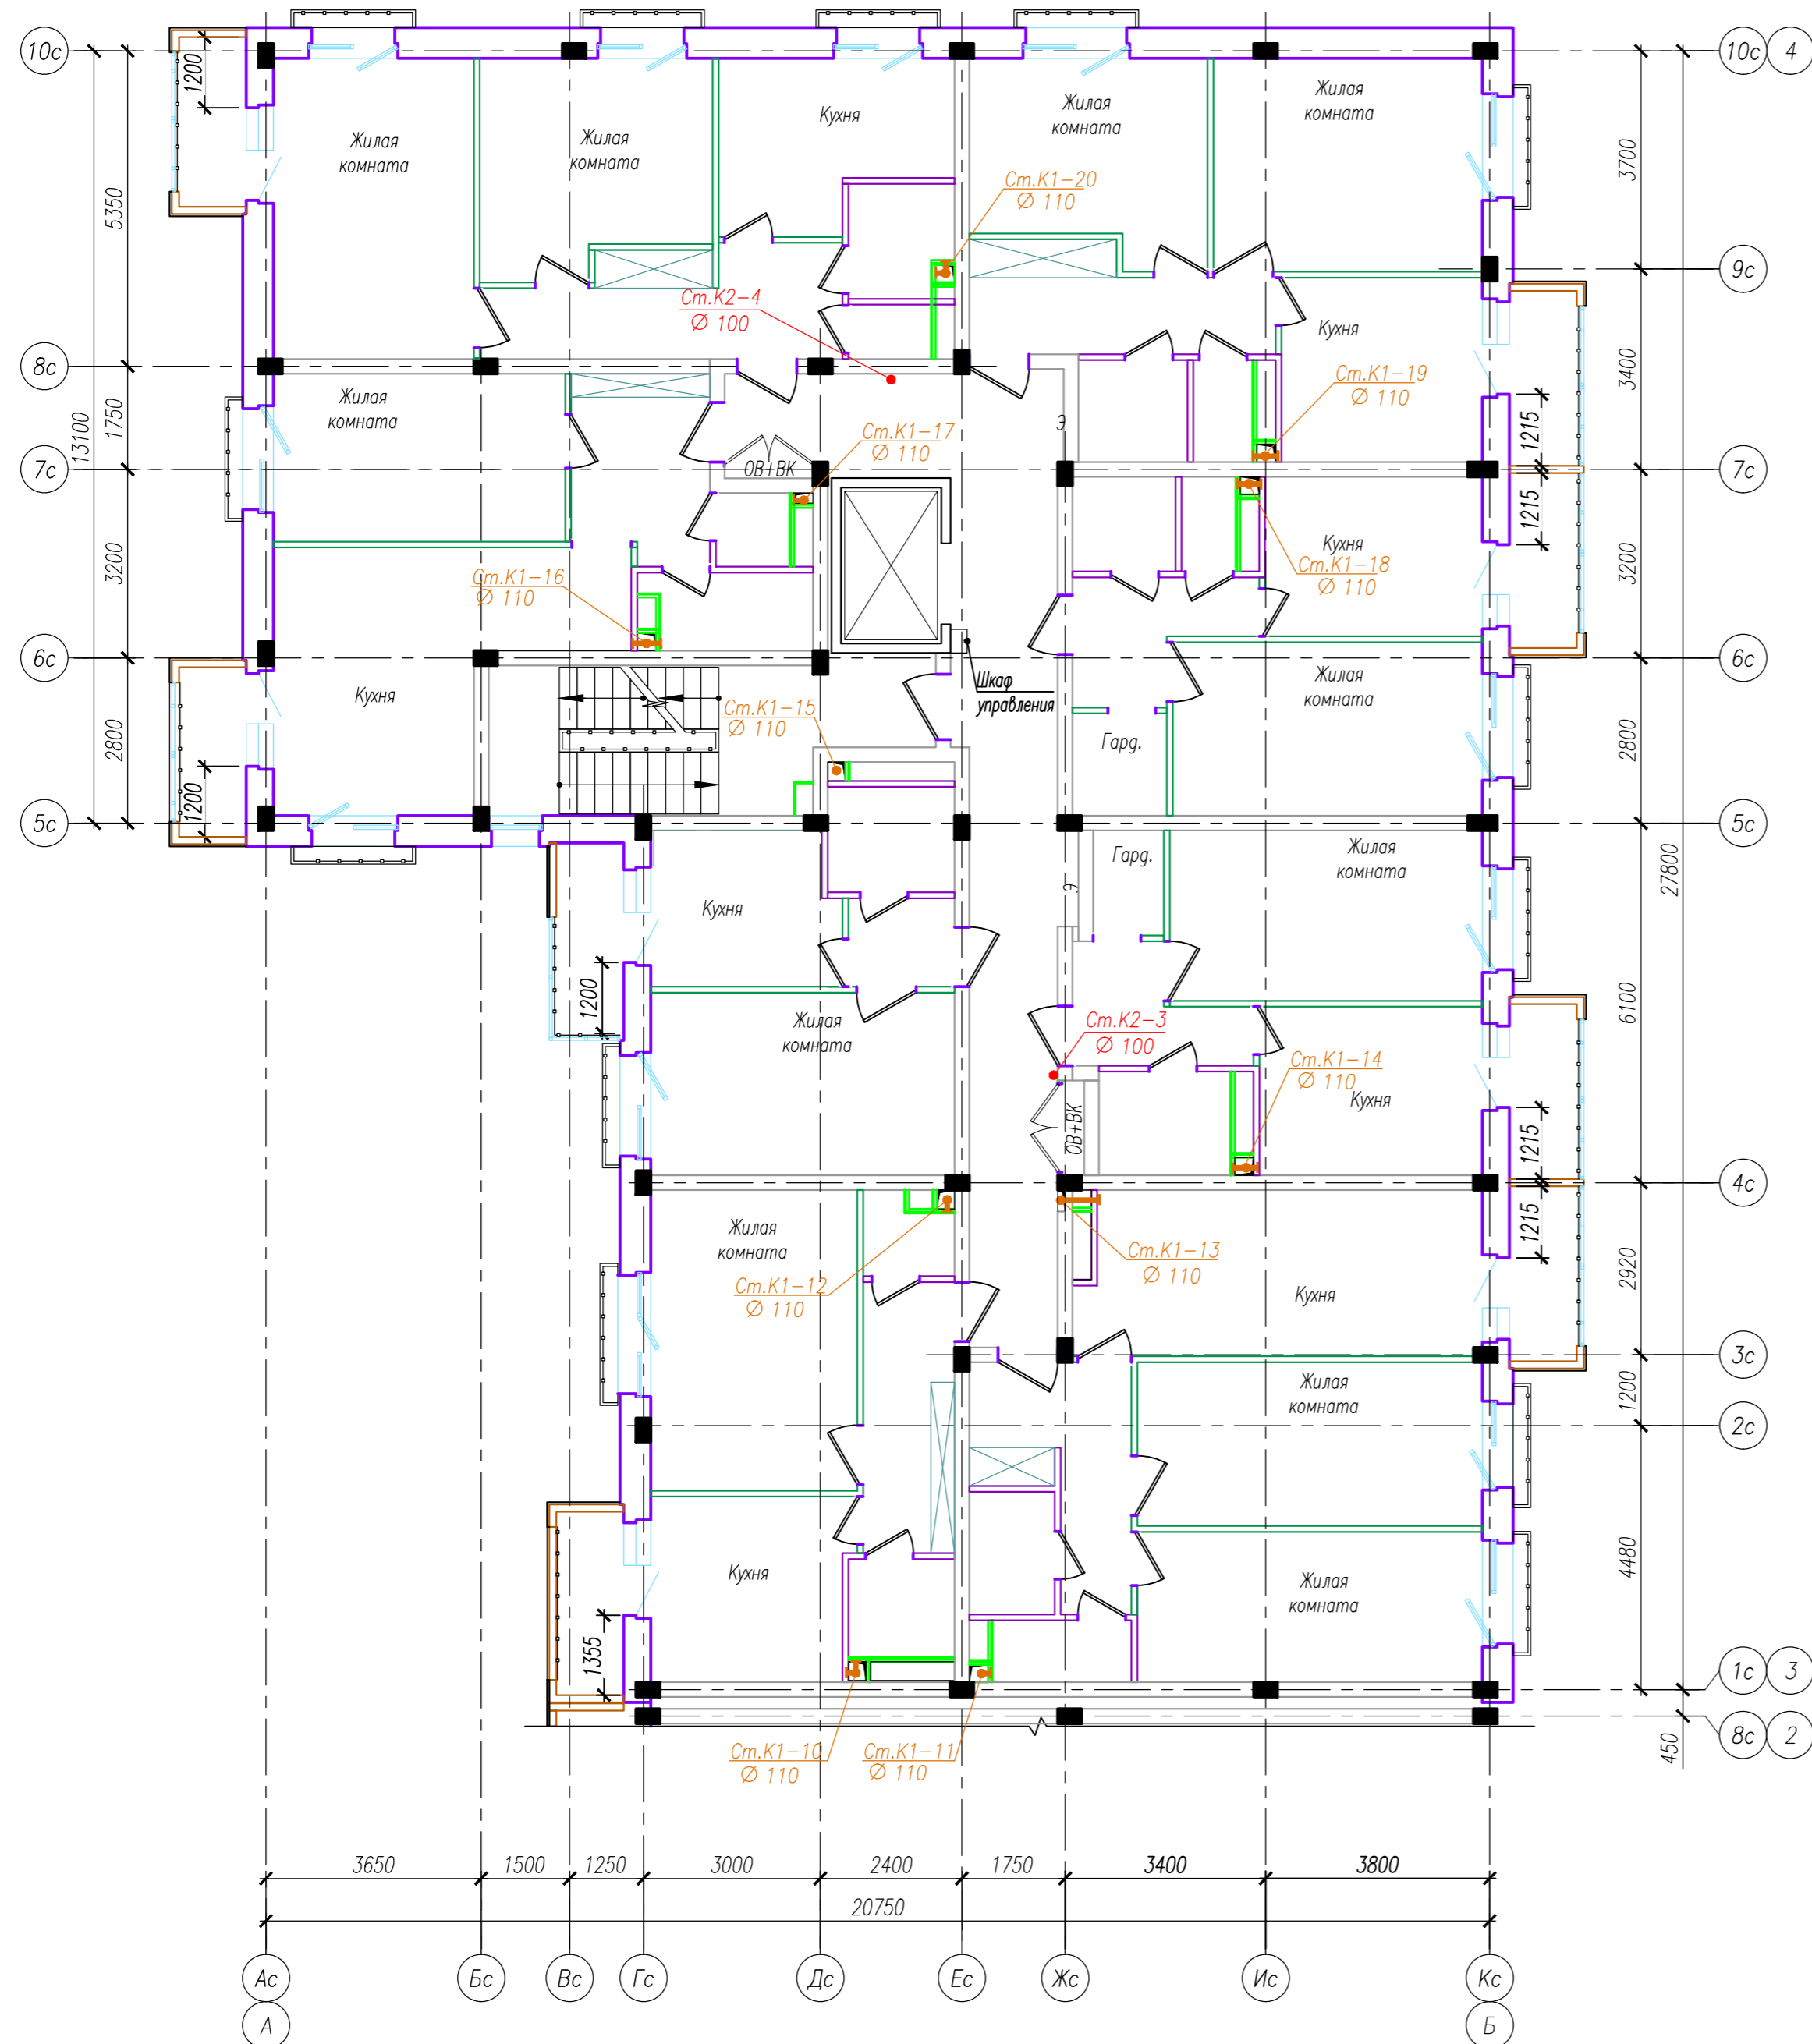 10с
10с
4
1200
Жилая
комната
Жилая
комната
Кухня
Жилая
комната
Жилая
комната
3700
5350
Ст.К1-20
Ø 110
9с
Ст.К2-4
Ø 100
Кухня
8с
3400
Жилая
комната
Ст.К1-19
Ø 110
1750
13100
Э
1215
Ст.К1-17
Ø 110
7с
ОВ+ВК
7с
1215
3200
Кухня
Ст.К1-18
Ø 110
3200
Ст.К1-16
Ø 110
6с
6с
Шкаф
управления
Жилая
комната
Кухня
Ст.К1-15
Ø 110
2800
Гард.
2800
1200
5с
5с
27800
Гард.
Жилая
комната
Э
Кухня
1200
6100
Жилая
комната
Ст.К2-3
Ø 100
Ст.К1-14
Ø 110
Кухня
ОВ+ВК
1215
4с
1215
Жилая
комната
Ст.К1-13
Ø 110
Ст.К1-12
Ø 110
2920
Кухня
3с
Жилая
комната
1200
2с
4480
Кухня
Жилая
комната
1355
1с
3
8с
2
450
Ст.К1-10
Ø 110
Ст.К1-11
Ø 110
3650
1500
1250
3000
2400
1750
3400
3800
20750
Ас
Бс
Вс
Гс
Дс
Ес
Жс
Ис
Кс
А
Б